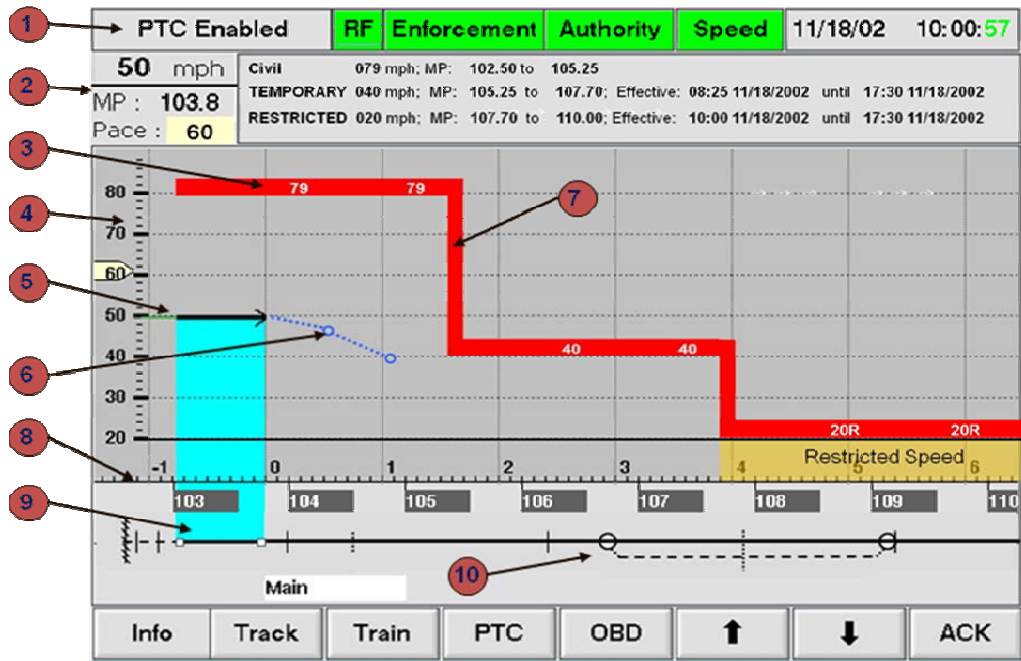 1
PTC Enabled RF Enforcement Authority Speed 11/18/02 10:00:57
2
50 mph
MP : 103.8
Pace : 60
Civil 079 mph; MP: 102.50 to 105.25
TEMPORARY 040 mph; MP: 105.25 to 107.70; Effective: 08:25 11/18/2002 until 17:30 11/18/2002
RESTRICTED 020 mph; MP: 107.70 to 110.00; Effective: 10:00 11/18/2002 until 17:30 11/18/2002
3
80 79 79
7
4
70
60
5
50
40 40 40
6
30
8
20 20R 20R
Restricted Speed
-1 0 1 2 3 4 5 6
9
103 104 105 106 107 108 109 110
10
Main
Info Track Train PTC OBD ⬆ ⬇ ACK